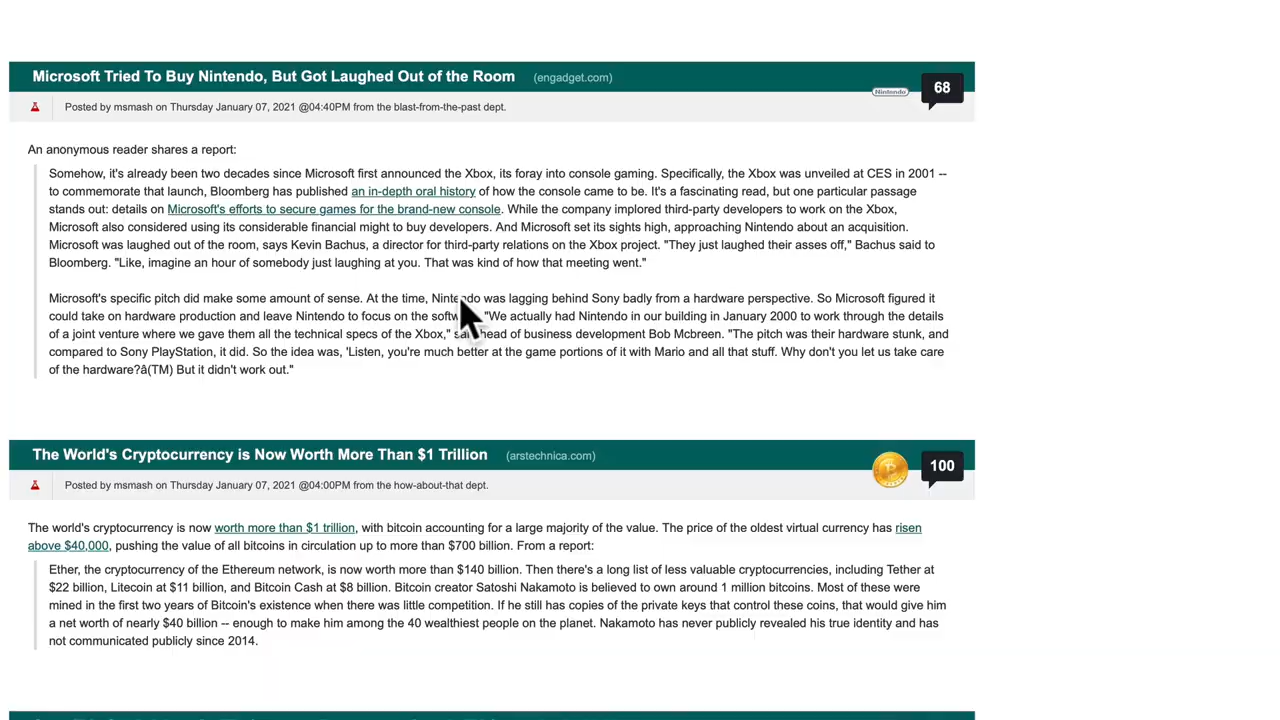 Microsoft Tried To Buy Nintendo, But Got Laughed Out of the Room (engadget.com)
Nintendo 68
Posted by msmash on Thursday January 07, 2021 @04:40PM from the blast-from-the-past dept.
An anonymous reader shares a report:
Somehow, it's already been two decades since Microsoft first announced the Xbox, its foray into console gaming. Specifically, the Xbox was unveiled at CES in 2001 --
to commemorate that launch, Bloomberg has published an in-depth oral history of how the console came to be. It's a fascinating read, but one particular passage
stands out: details on Microsoft's efforts to secure games for the brand-new console. While the company implored third-party developers to work on the Xbox,
Microsoft also considered using its considerable financial might to buy developers. And Microsoft set its sights high, approaching Nintendo about an acquisition.
Microsoft was laughed out of the room, says Kevin Bachus, a director for third-party relations on the Xbox project. "They just laughed their asses off," Bachus said to
Bloomberg. "Like, imagine an hour of somebody just laughing at you. That was kind of how that meeting went."
Microsoft's specific pitch did make some amount of sense. At the time, Nintendo was lagging behind Sony badly from a hardware perspective. So Microsoft figured it
could take on hardware production and leave Nintendo to focus on the "We actually had Nintendo in our building in January 2000 to work through the details
of a joint venture where we gave them all the technical specs of the Xbox," head of business development Bob Mcbreen. "The pitch was their hardware stunk, and
compared to Sony PlayStation, it did. So the idea was, 'Listen, you're much better at the game portions of it with Mario and all that stuff. Why don't you let us take care
of the hardware?â(TM) But it didn't work out."
The World's Cryptocurrency is Now Worth More Than $1 Trillion (arstechnica.com)
100
Posted by msmash on Thursday January 07, 2021 @04:00PM from the how-about-that dept.
The world's cryptocurrency is now worth more than $1 trillion, with bitcoin accounting for a large majority of the value. The price of the oldest virtual currency has risen
above $40,000, pushing the value of all bitcoins in circulation up to more than $700 billion. From a report:
Ether, the cryptocurrency of the Ethereum network, is now worth more than $140 billion. Then there's a long list of less valuable cryptocurrencies, including Tether at
$22 billion, Litecoin at $11 billion, and Bitcoin Cash at $8 billion. Bitcoin creator Satoshi Nakamoto is believed to own around 1 million bitcoins. Most of these were
mined in the first two years of Bitcoin's existence when there was little competition. If he still has copies of the private keys that control these coins, that would give him
a net worth of nearly $40 billion -- enough to make him among the 40 wealthiest people on the planet. Nakamoto has never publicly revealed his true identity and has
not communicated publicly since 2014.